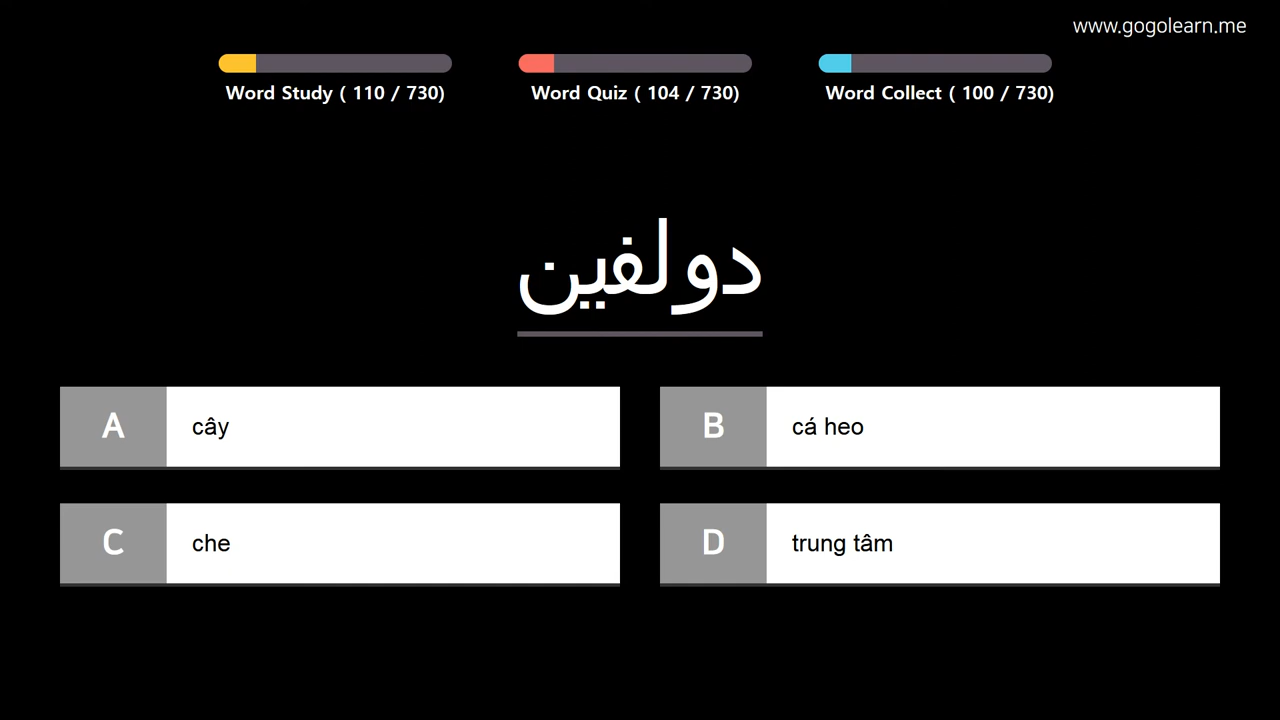 www.gogolearn.me
Word Study ( 110 / 730)
Word Quiz ( 104 / 730)
Word Collect ( 100 / 730)
دولفين
A cây
B cá heo
C che
D trung tâm